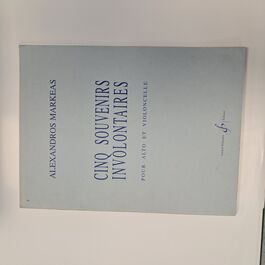 ALEXANDROS MARKEAS
CINQ SOUVENIRS
INVOLONTAIRES
POUR ALTO ET VIOLONCELLE